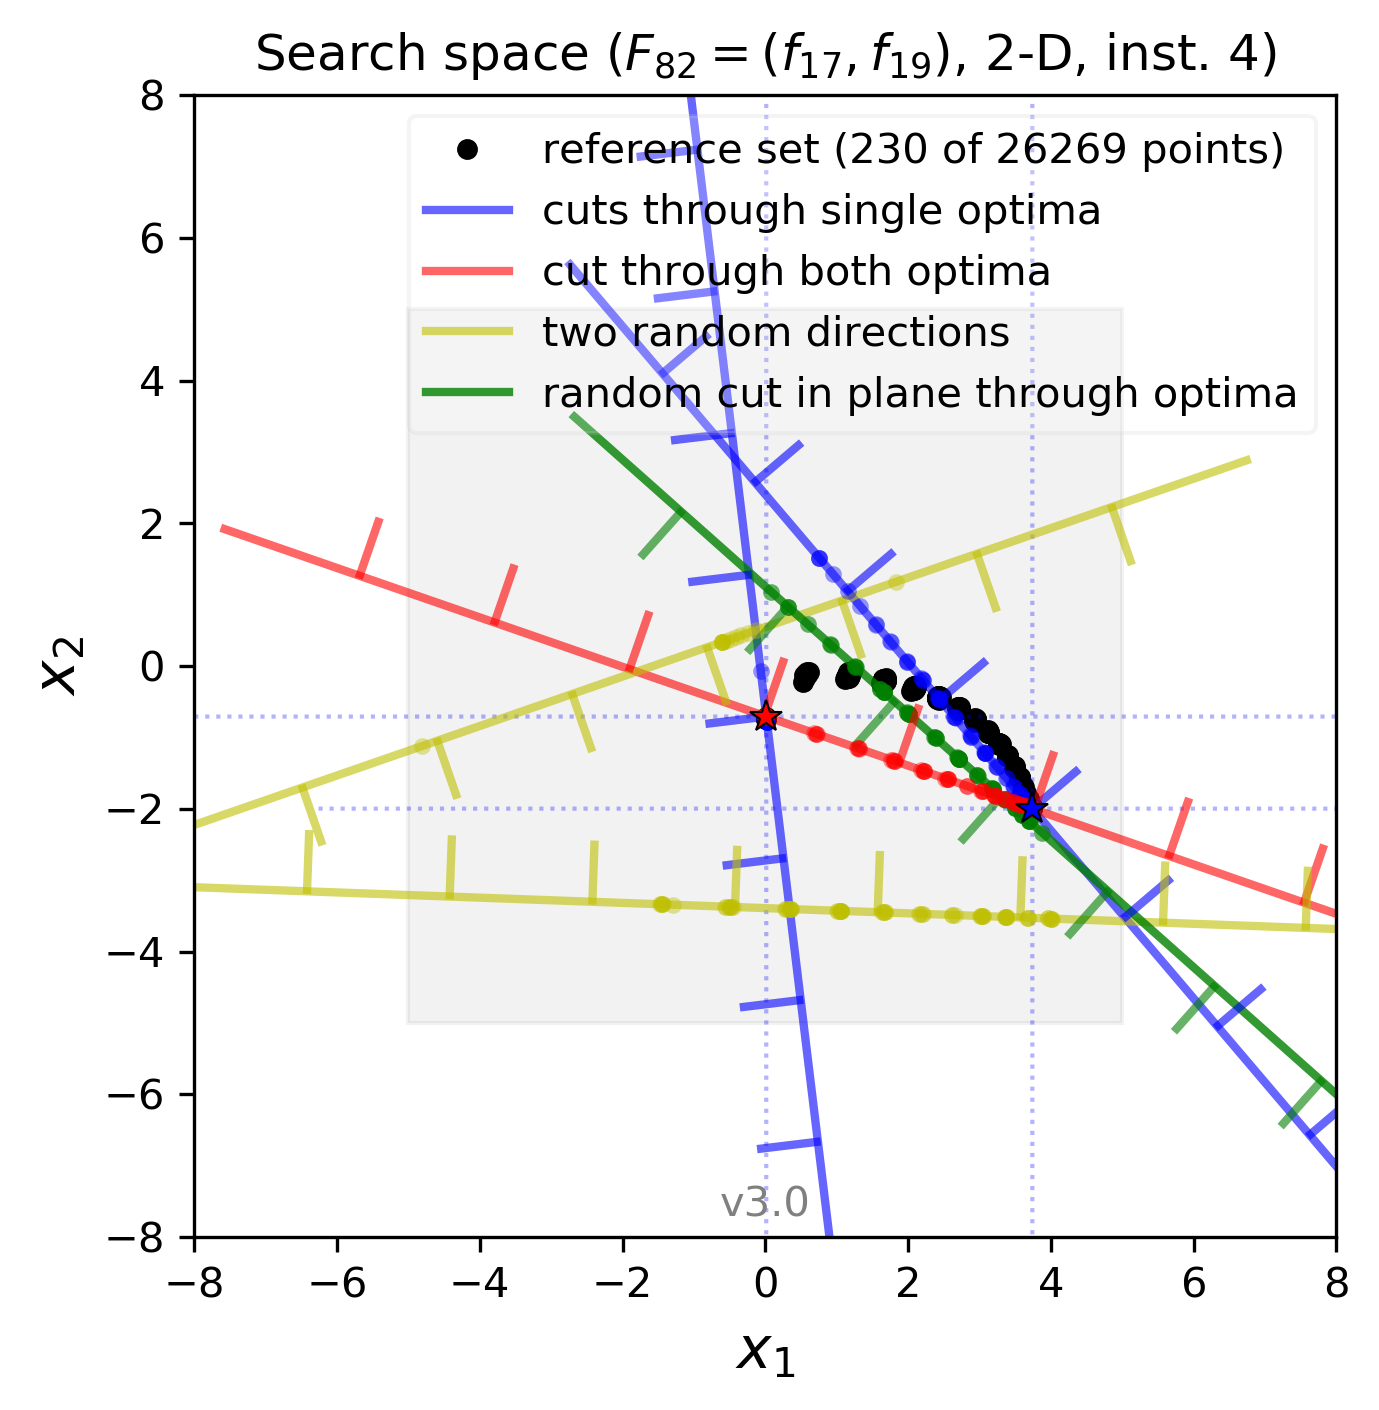 Search space (F82 = (f17, f19), 2-D, inst. 4)
8
6
4
2
0
−2
−4
−6
−8
x2
reference set (230 of 26269 points)
cuts through single optima
cut through both optima
two random directions
random cut in plane through optima
v3.0
−8 −6 −4 −2 0 2 4 6 8
x1